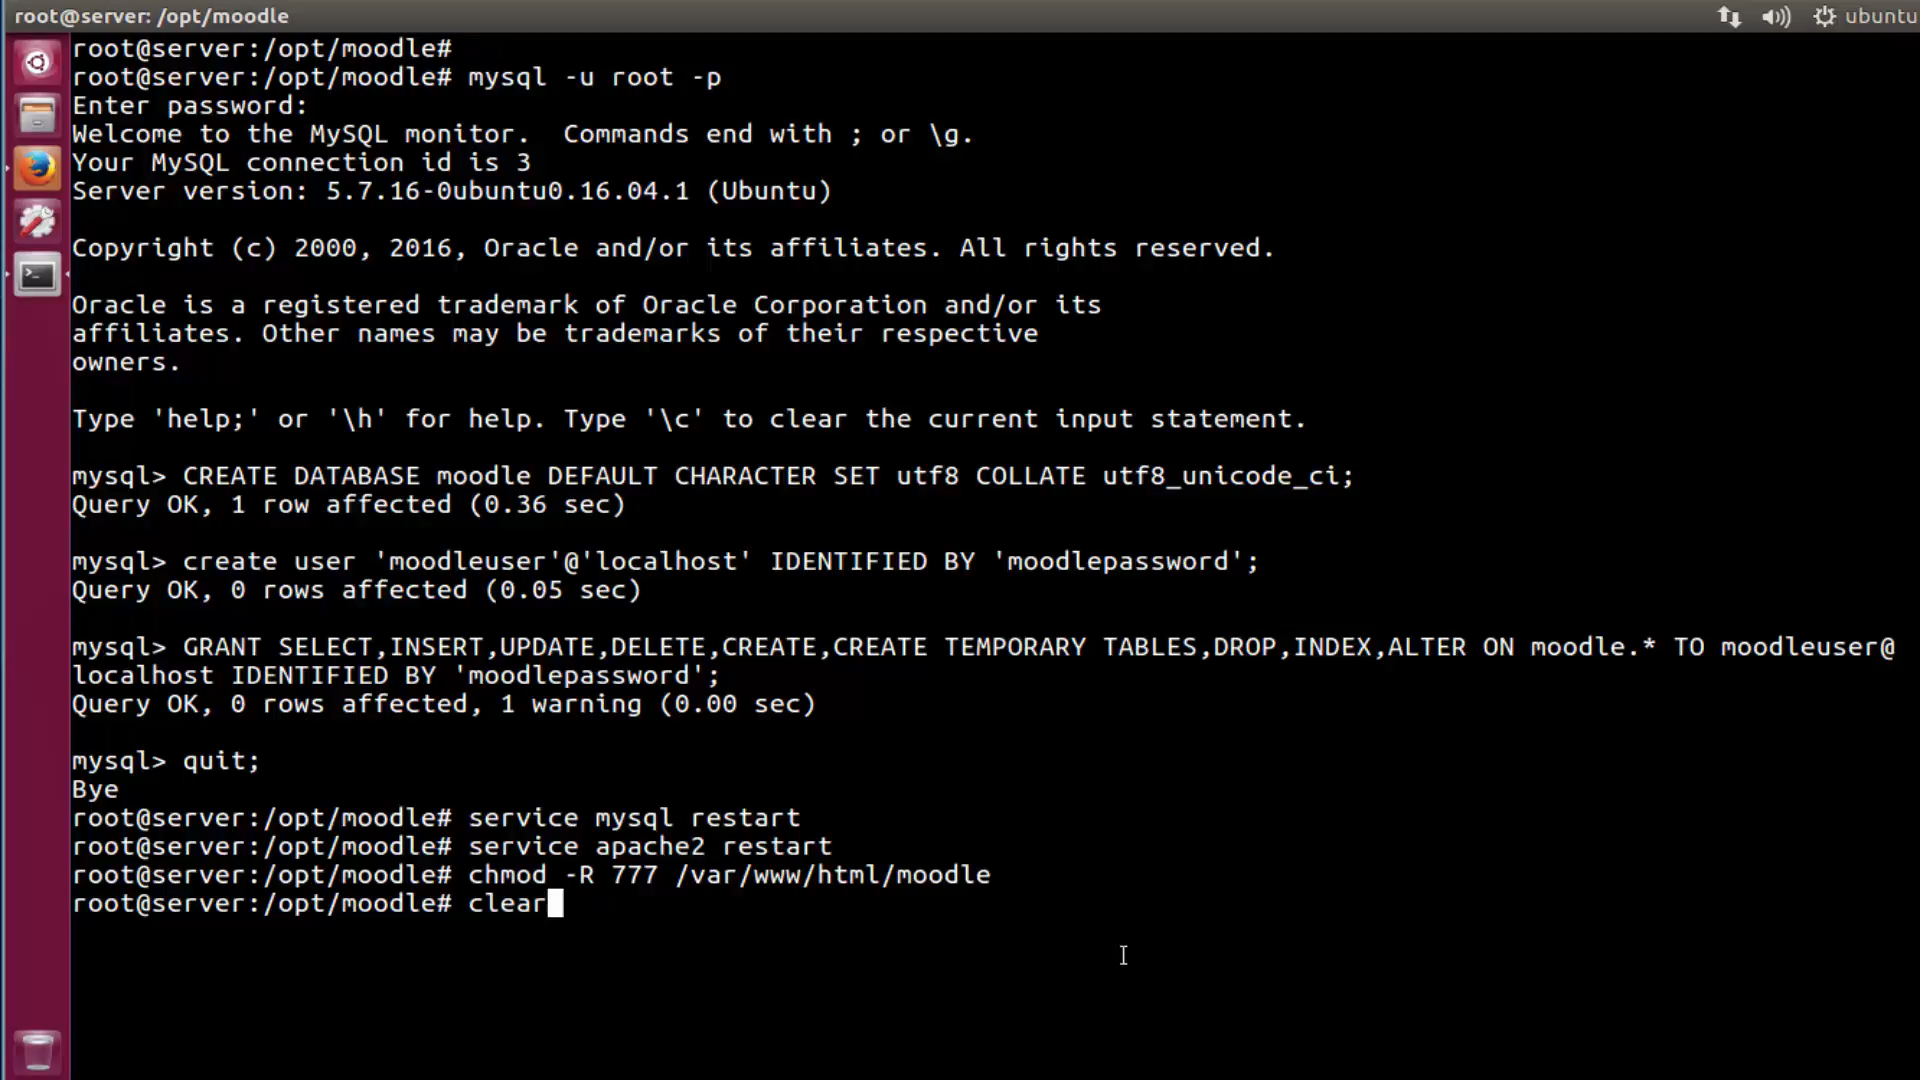 root@server: /opt/moodle
ubuntu
root@server:/opt/moodle#
root@server:/opt/moodle# mysql -u root -p
Enter password:
Welcome to the MySQL monitor.  Commands end with ; or \g.
Your MySQL connection id is 3
Server version: 5.7.16-0ubuntu0.16.04.1 (Ubuntu)
Copyright (c) 2000, 2016, Oracle and/or its affiliates. All rights reserved.
Oracle is a registered trademark of Oracle Corporation and/or its
affiliates. Other names may be trademarks of their respective
owners.
Type 'help;' or '\h' for help. Type '\c' to clear the current input statement.
mysql> CREATE DATABASE moodle DEFAULT CHARACTER SET utf8 COLLATE utf8_unicode_ci;
Query OK, 1 row affected (0.36 sec)
mysql> create user 'moodleuser'@'localhost' IDENTIFIED BY 'moodlepassword';
Query OK, 0 rows affected (0.05 sec)
mysql> GRANT SELECT,INSERT,UPDATE,DELETE,CREATE,CREATE TEMPORARY TABLES,DROP,INDEX,ALTER ON moodle.* TO moodleuser@
localhost IDENTIFIED BY 'moodlepassword';
Query OK, 0 rows affected, 1 warning (0.00 sec)
mysql> quit;
Bye
root@server:/opt/moodle# service mysql restart
root@server:/opt/moodle# service apache2 restart
root@server:/opt/moodle# chmod -R 777 /var/www/html/moodle
root@server:/opt/moodle# clear